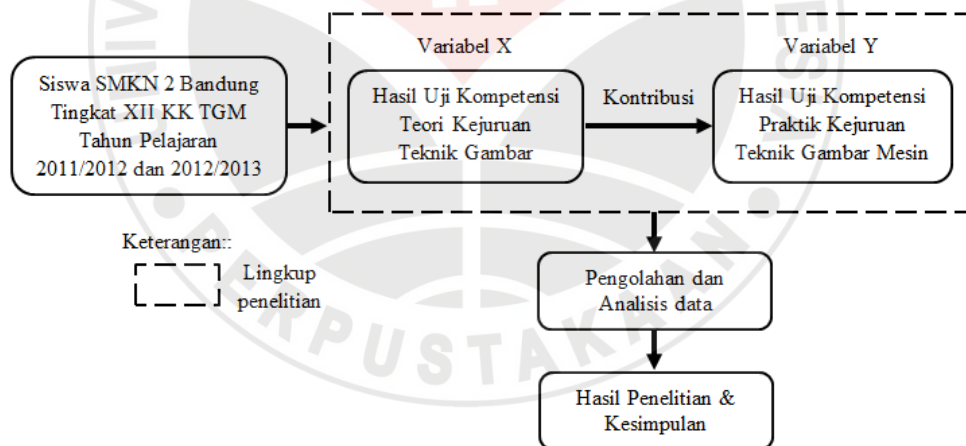 Variabel X
Variabel Y
Siswa SMKN 2 Bandung
Tingkat XII KK TGM
Tahun Pelajaran
2011/2012 dan 2012/2013
Hasil Uji Kompetensi
Teori Kejuruan
Teknik Gambar
Kontribusi
Hasil Uji Kompetensi
Praktik Kejuruan
Teknik Gambar Mesin
Keterangan::
Lingkup
penelitian
Pengolahan dan
Analisis data
Hasil Penelitian &
Kesimpulan
PERPUSTAKAAN